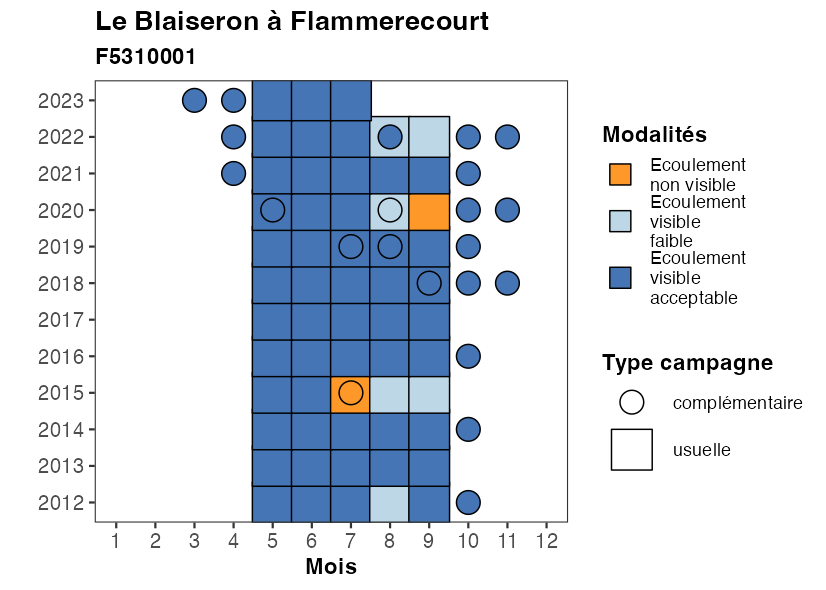 Le Blaiseron à Flammerecourt
F5310001
2023
2022
2021
2020
2019
2018
2017
2016
2015
2014
2013
2012
1 2 3 4 5 6 7 8 9 10 11 12
Mois
Modalités
Ecoulement
non visible
Ecoulement
visible
faible
Ecoulement
visible
acceptable
Type campagne
complémentaire
usuelle